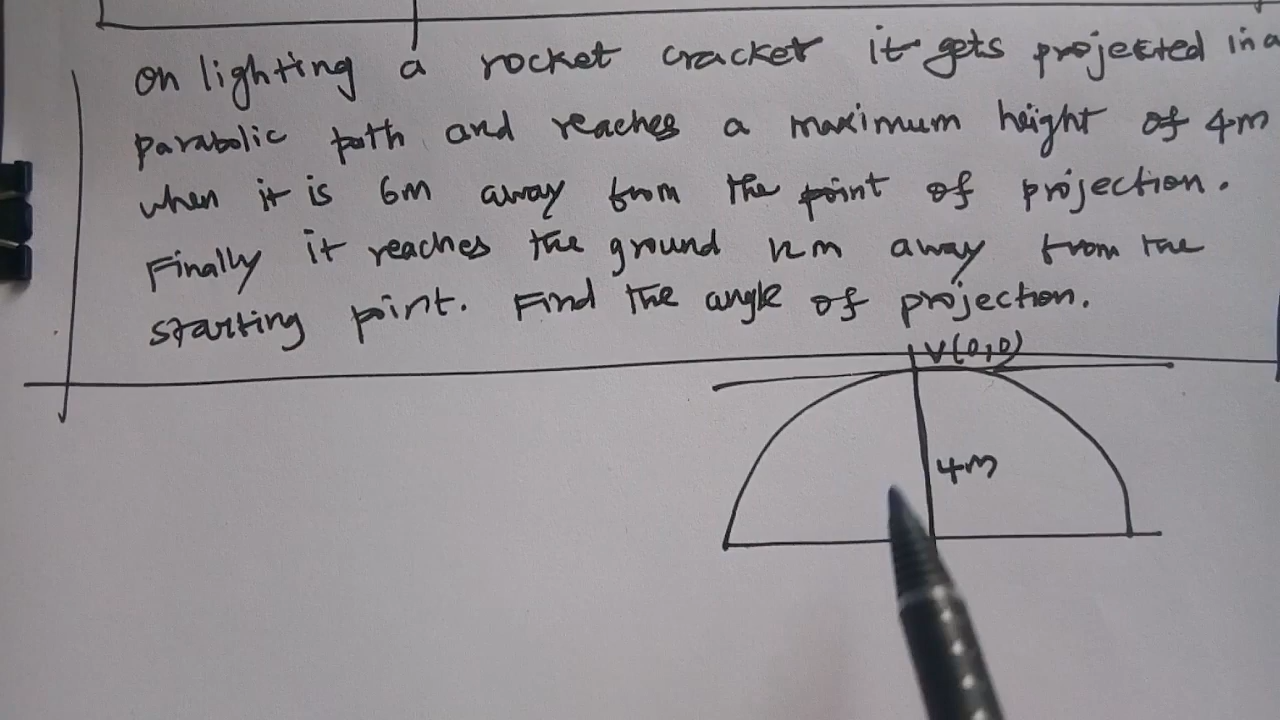 on lighting a rocket cracket it gets projected in a
parabolic path and reaches a maximum height of 4m
when it is 6m away from the point of projection.
Finally it reaches the ground 12m away from the
starting point. Find the angle of projection.
V(0,0)
4m